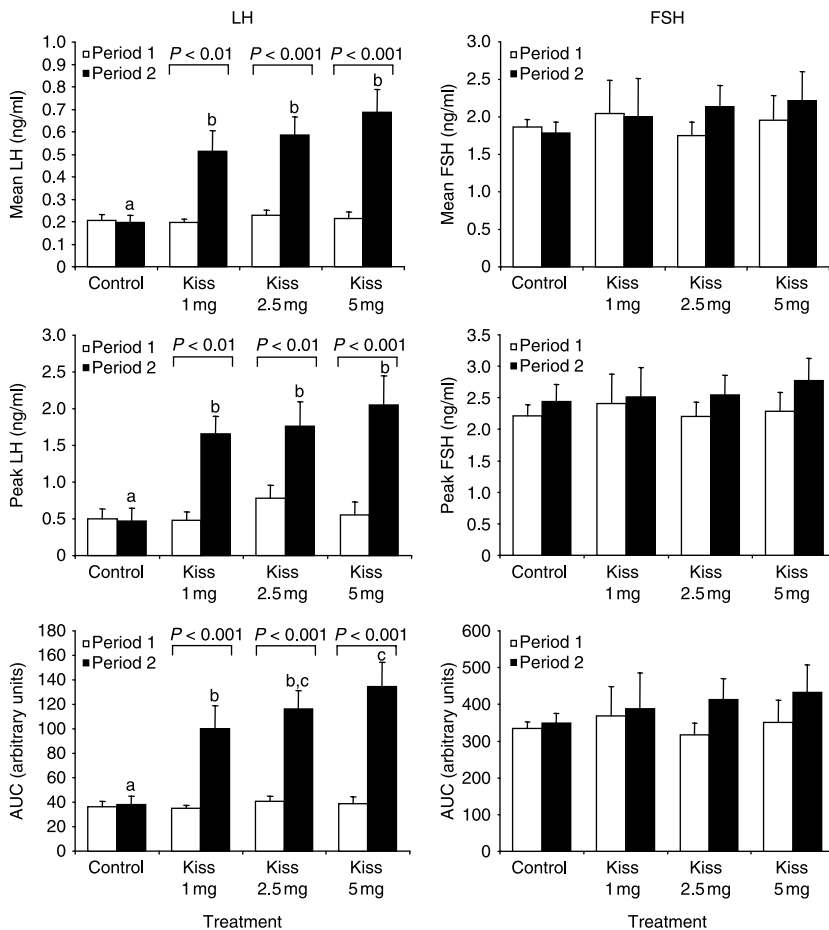 LH
Mean LH (ng/ml)
1.0
0.9
0.8
0.7
0.6
0.5
0.4
0.3
0.2
0.1
0
Period 1
Period 2
P < 0.01
P < 0.001
P < 0.001
a
b
b
b
Control
Kiss
1 mg
Kiss
2.5 mg
Kiss
5 mg
FSH
Mean FSH (ng/ml)
3.0
2.5
2.0
1.5
1.0
0.5
0.0
Period 1
Period 2
Control
Kiss
1 mg
Kiss
2.5 mg
Kiss
5 mg
Peak LH (ng/ml)
3.0
2.5
2.0
1.5
1.0
0.5
0
Period 1
Period 2
P < 0.01
P < 0.01
P < 0.001
a
b
b
b
Control
Kiss
1 mg
Kiss
2.5 mg
Kiss
5 mg
Peak FSH (ng/ml)
3.5
3.0
2.5
2.0
1.5
1.0
0.5
0.0
Period 1
Period 2
Control
Kiss
1 mg
Kiss
2.5 mg
Kiss
5 mg
AUC (arbitrary units)
180
160
140
120
100
80
60
40
20
0
Period 1
Period 2
P < 0.001
P < 0.001
P < 0.001
a
b
b,c
c
Control
Kiss
1 mg
Kiss
2.5 mg
Kiss
5 mg
Treatment
AUC (arbitrary units)
600
500
400
300
200
100
0
Period 1
Period 2
Control
Kiss
1 mg
Kiss
2.5 mg
Kiss
5 mg
Treatment